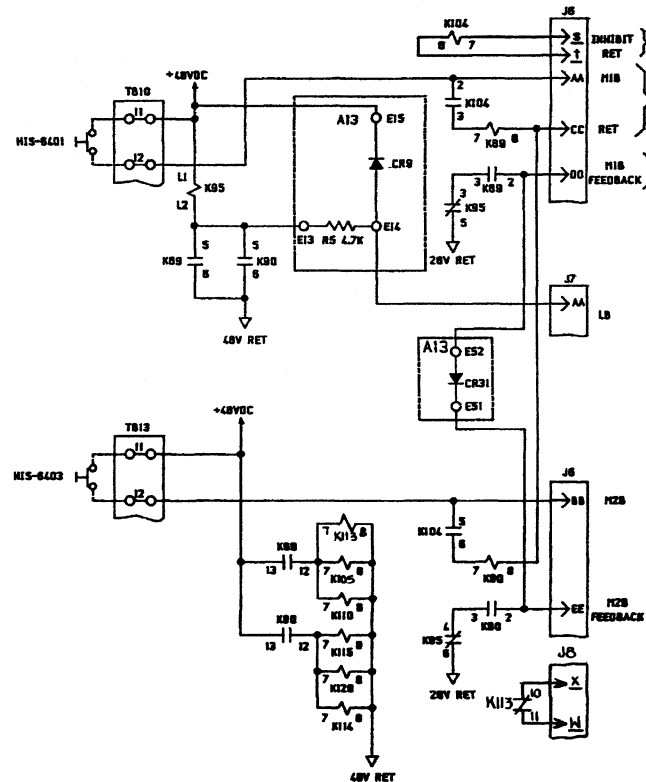 J6
K104
8 7
S INHIBIT
t RET
+48VDC
TB10
11
AA M1B
2
K104
3
A13 E15
HIS-6401
CR9
12
7 8
K89
CC RET
L1
K95
L2
3 2
K89
DD M1B
FEEDBACK
3
K95
5
E13 R5 4.7K E14
28V RET
S S
K89 K90
6 6
J7
AA LB
48V RET
A13 E52
CR31
E51
+48VDC
TB13
11
J6
HIS-6403
12
BB M2B
5
K104
6
7 8
K113
K88
13 12
7 8
K105
7 8
K90
7 8
K110
K88
13 12
7 8
K115
4
K95
6
3 2
K90
EE M2B
FEEDBACK
7 8
K120
J8
28V RET
7 8
K114
X
10
K113
11
W
48V RET